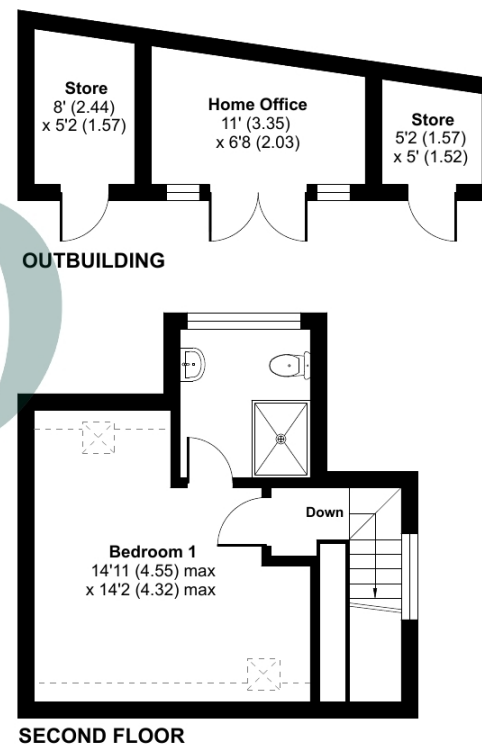 Store
8' (2.44)
x 5'2 (1.57)
Home Office
11' (3.35)
x 6'8 (2.03)
Store
5'2 (1.57)
x 5' (1.52)
OUTBUILDING
Down
Bedroom 1
14'11 (4.55) max
x 14'2 (4.32) max
SECOND FLOOR